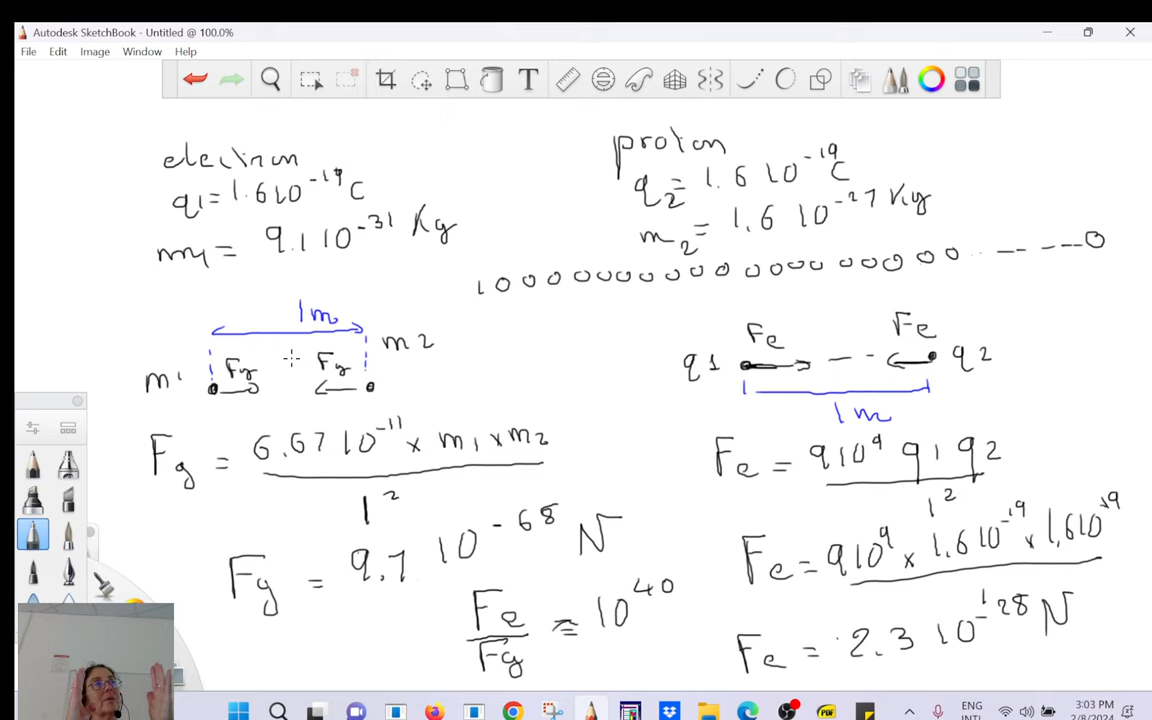 Autodesk SketchBook - Untitled @ 100.0%
File Edit Image Window Help
electron
q1 = 1.6 10^-19 C
m1 = 9.1 10^-31 Kg
proton
q2 = 1.6 10^-19 C
m2 = 1.6 10^-27 Kg
1000000000000000000 -- - --0
1m
m1 Fg Fg m2
Fe Fe
q1 -- - q2
1m
Fg = 6.67 10^-11 x m1 x m2
1^2
Fg = 9.7 10^-68 N
Fe = 9 10^9 q1 q2
1^2
Fe = 9 10^9 x 1.6 10^-19 x 1.6 10^-19
Fe = 2.3 10^-28 N
Fe
Fg
≈ 10^40
ENG
INTL
3:03 PM